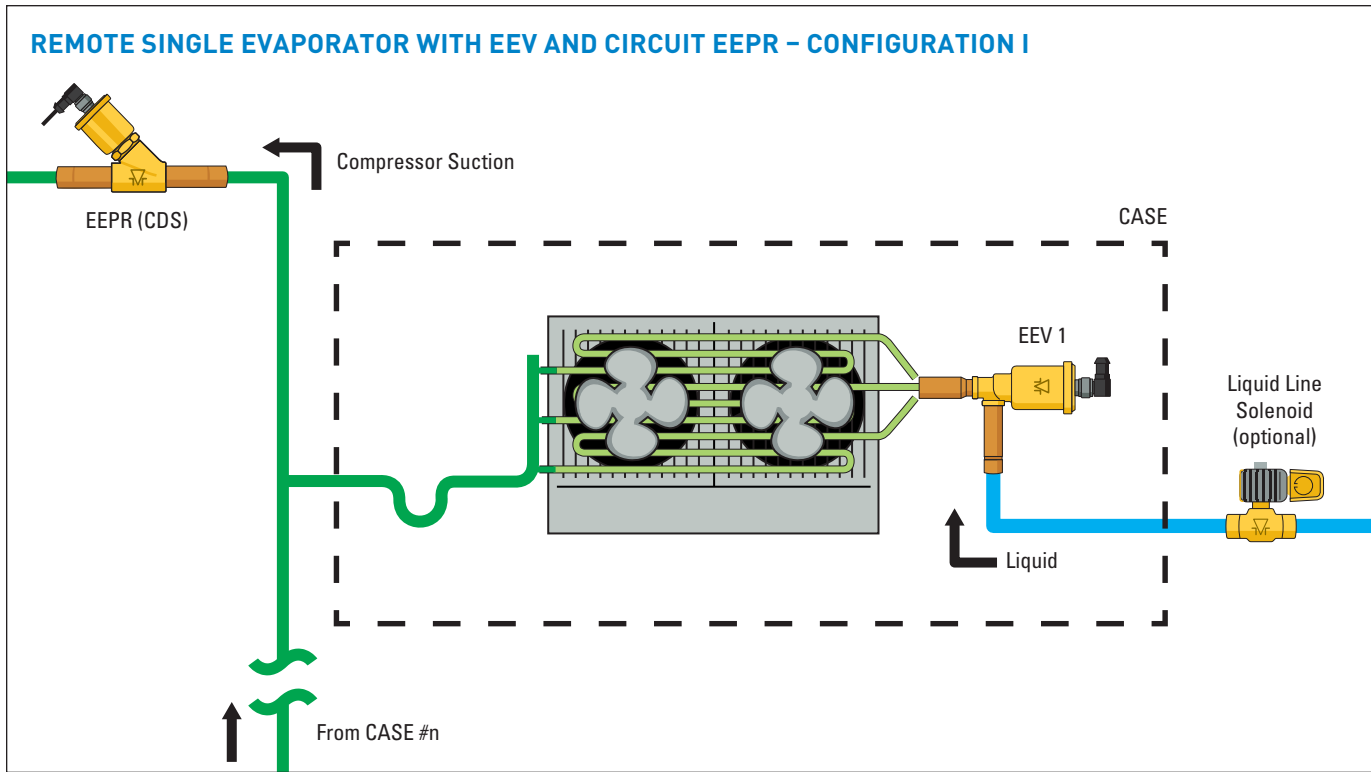 REMOTE SINGLE EVAPORATOR WITH EEV AND CIRCUIT EEPR – CONFIGURATION I
Compressor Suction
EEPR (CDS)
CASE
EEV 1
Liquid Line
Solenoid
(optional)
Liquid
From CASE #n